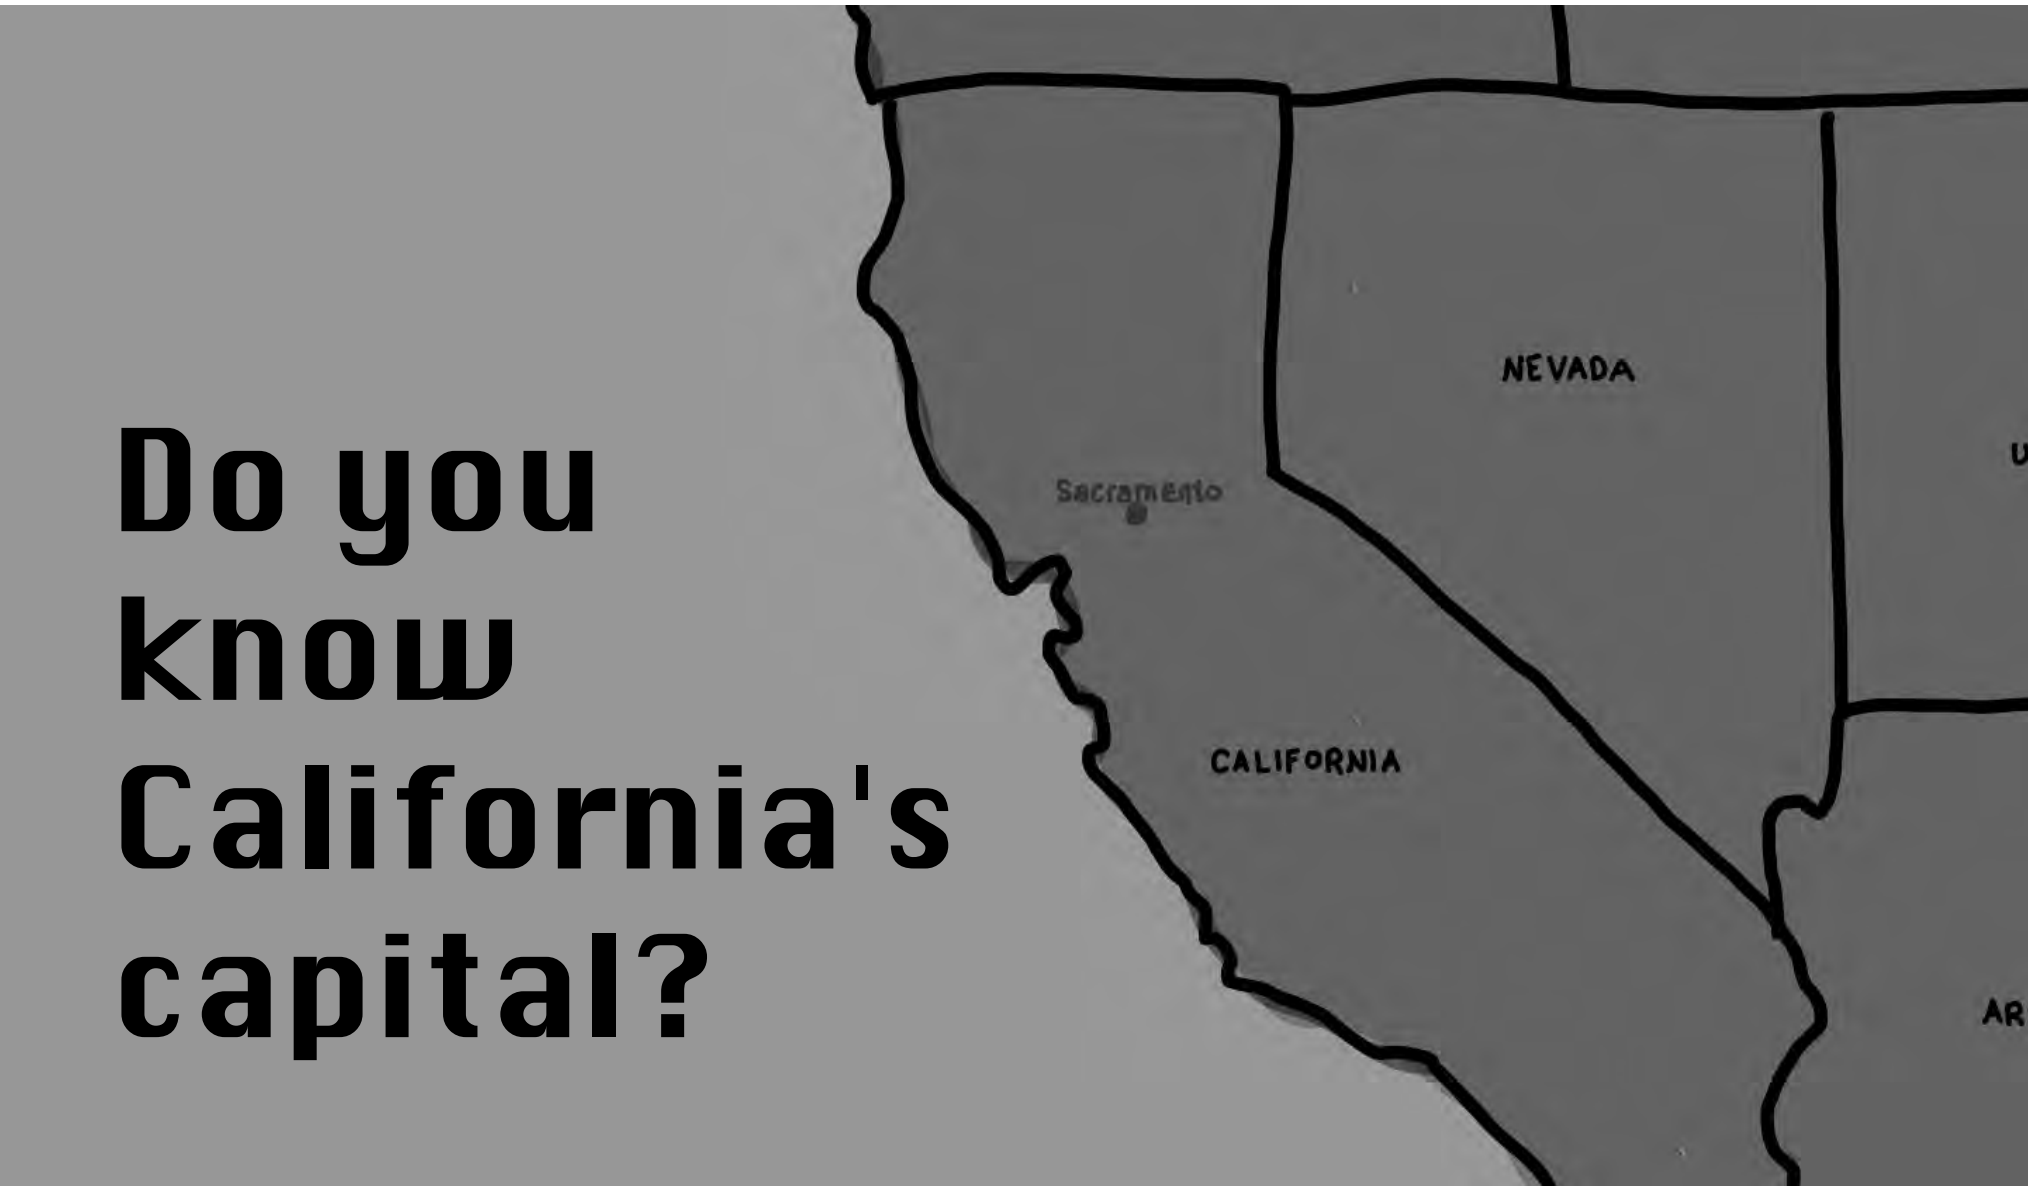 Do you
know
California's
capital?
NEVADA
Sacramento
CALIFORNIA